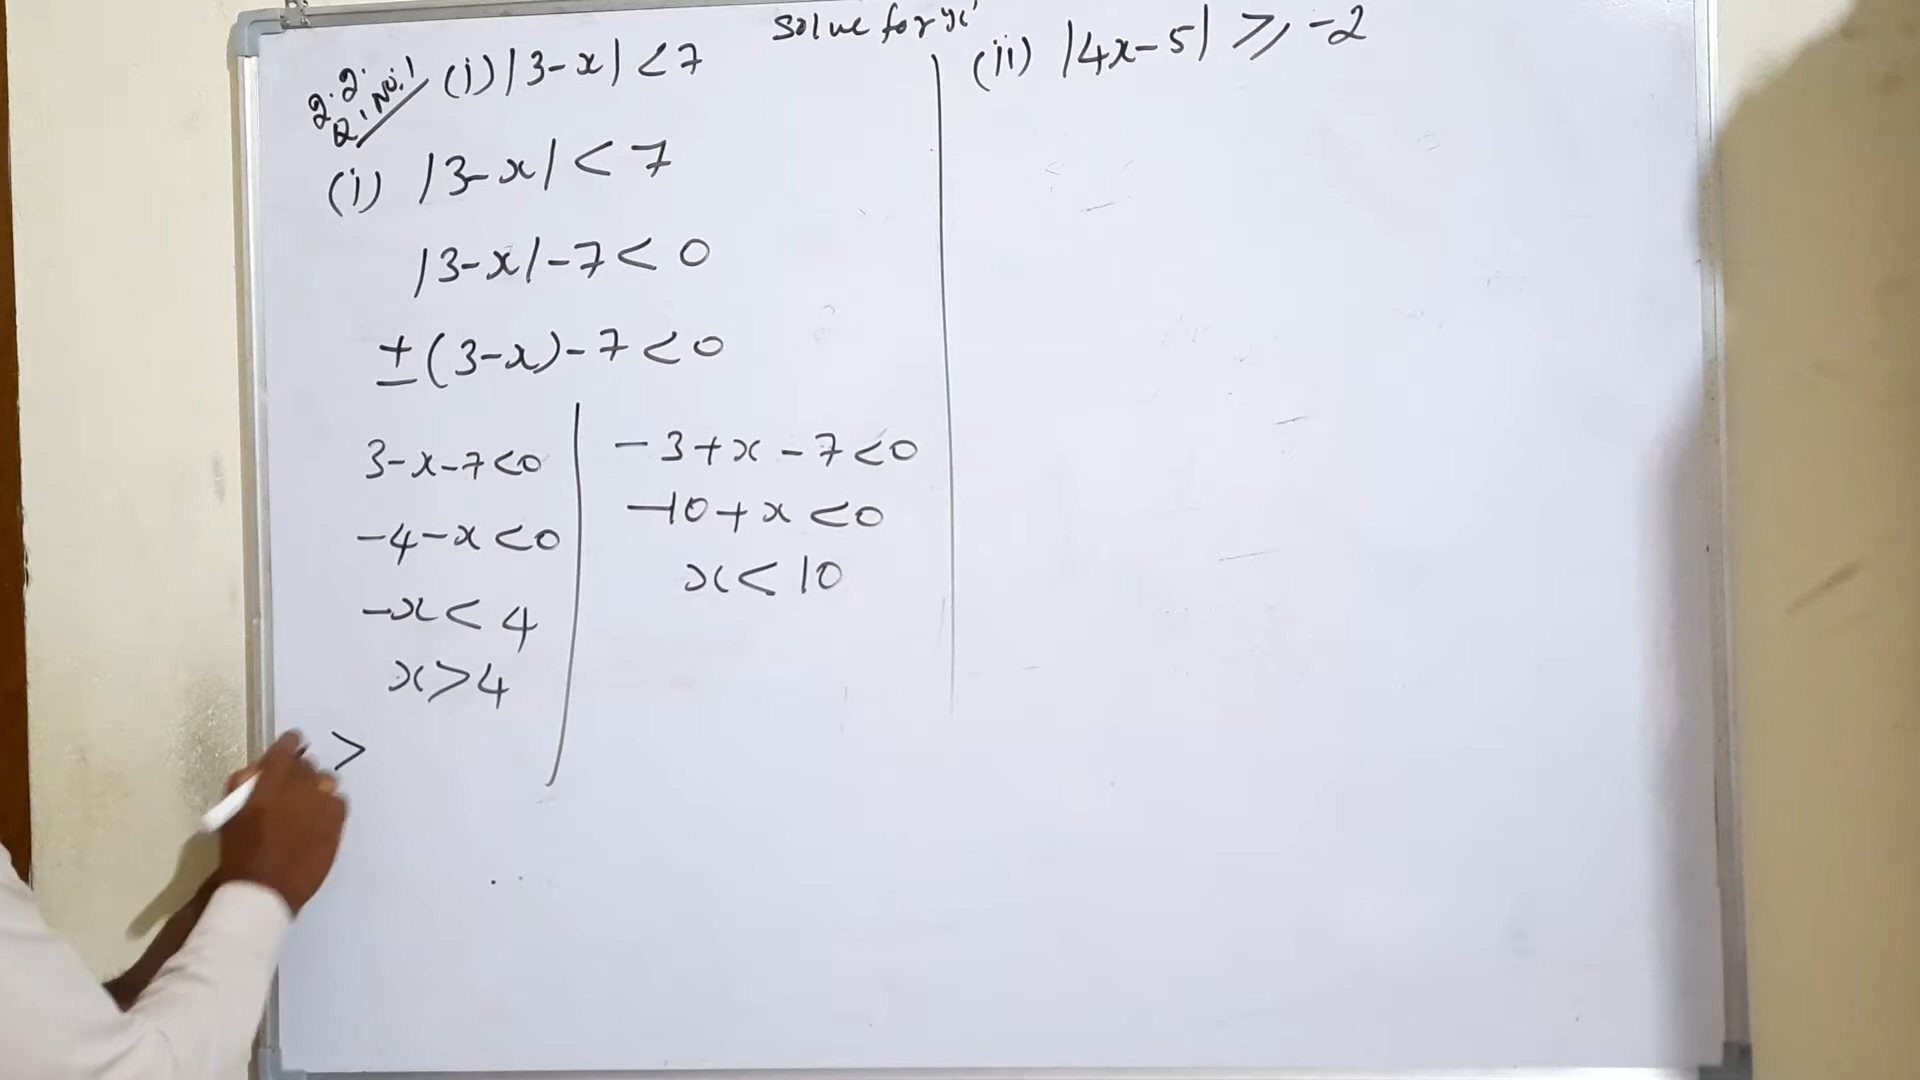 Solve for 'x'
2.2
Q.No.1 (i) |3-x| < 7
(i) |3-x| < 7
|3-x| - 7 < 0
±(3-x) - 7 < 0
3-x-7 < 0
-4-x < 0
-x < 4
x > 4
>
-3+x-7 < 0
-10+x < 0
x < 10
(ii) |4x-5| ⩾ -2